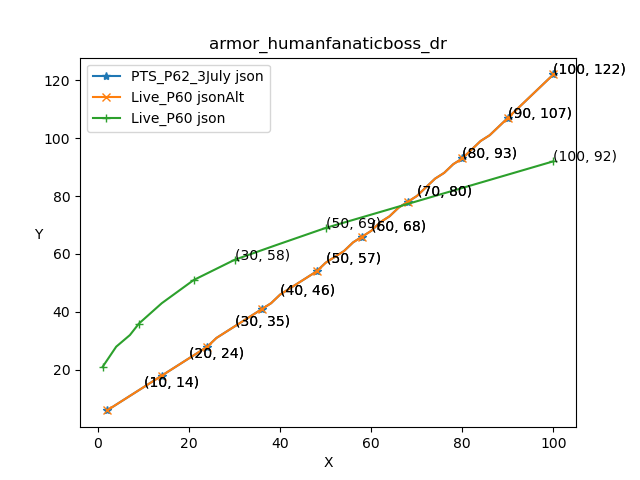 armor_humanfanaticboss_dr
PTS_P62_3July json
Live_P60 jsonAlt
Live_P60 json
(100, 122)
(90, 107)
(80, 93)
(100, 92)
(70, 80)
(50, 69)
(60, 68)
(30, 58)
(50, 57)
(40, 46)
(30, 35)
(20, 24)
(10, 14)
120
100
80
60
40
20
Y
0 20 40 60 80 100
X